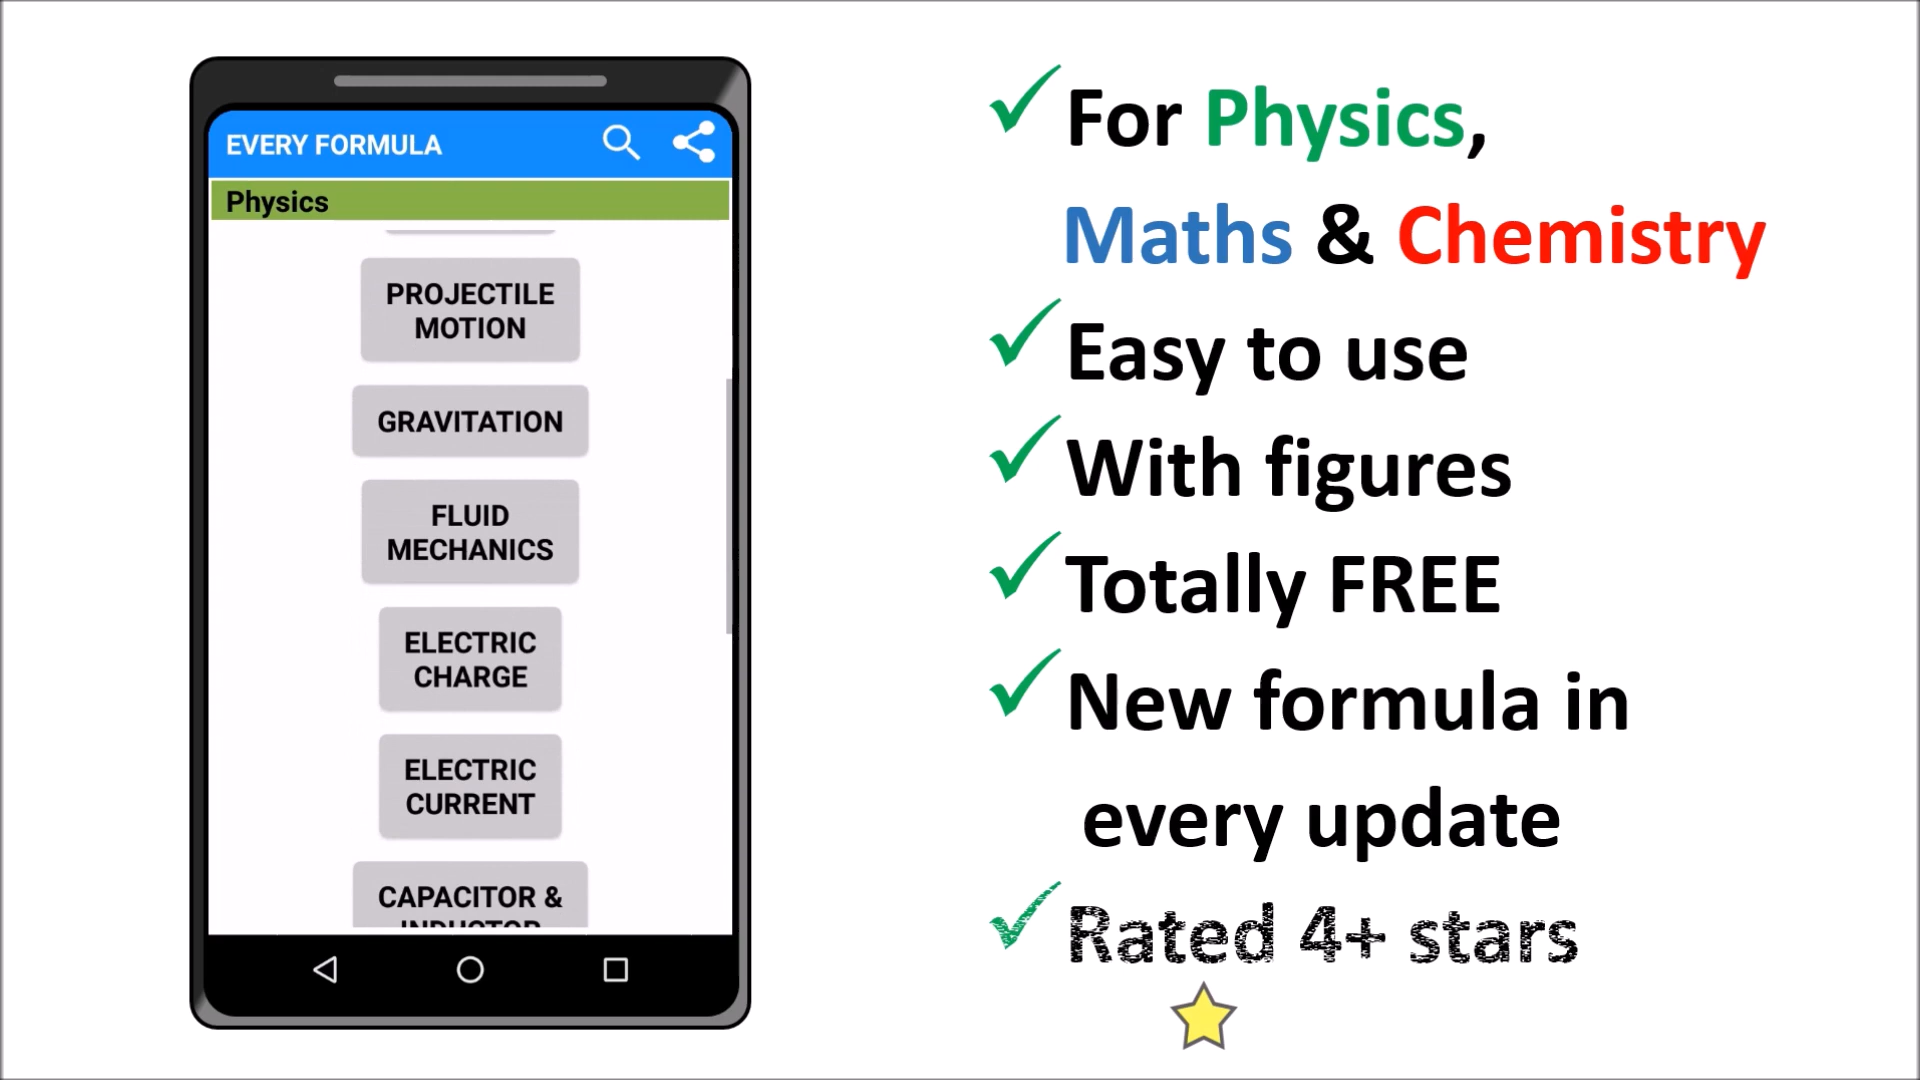 EVERY FORMULA
Physics
PROJECTILE
MOTION
GRAVITATION
FLUID
MECHANICS
ELECTRIC
CHARGE
ELECTRIC
CURRENT
CAPACITOR &
INDUCTOR
For Physics,
Maths & Chemistry
Easy to use
With figures
Totally FREE
New formula in
every update
Rated 4+ stars